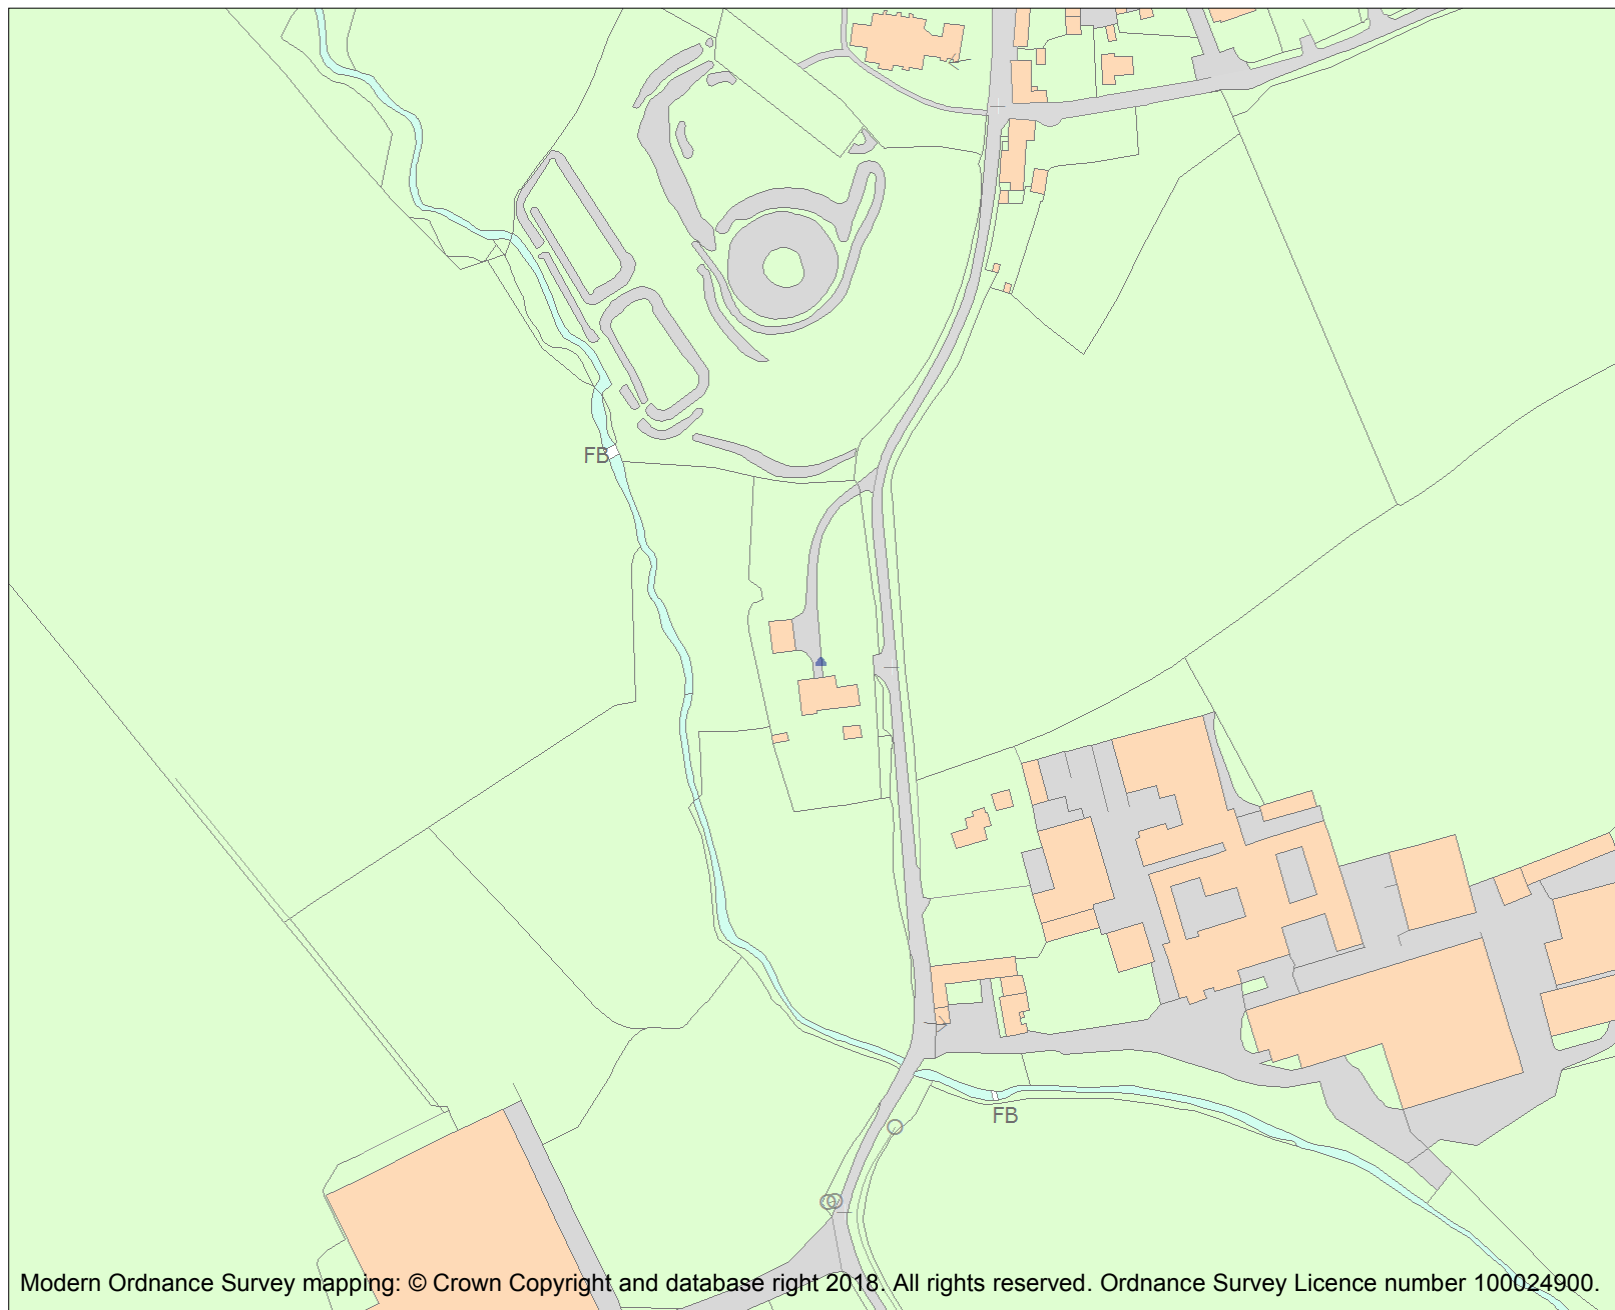 FB
FB
Modern Ordnance Survey mapping: © Crown Copyright and database right 2018. All rights reserved. Ordnance Survey Licence number 100024900.